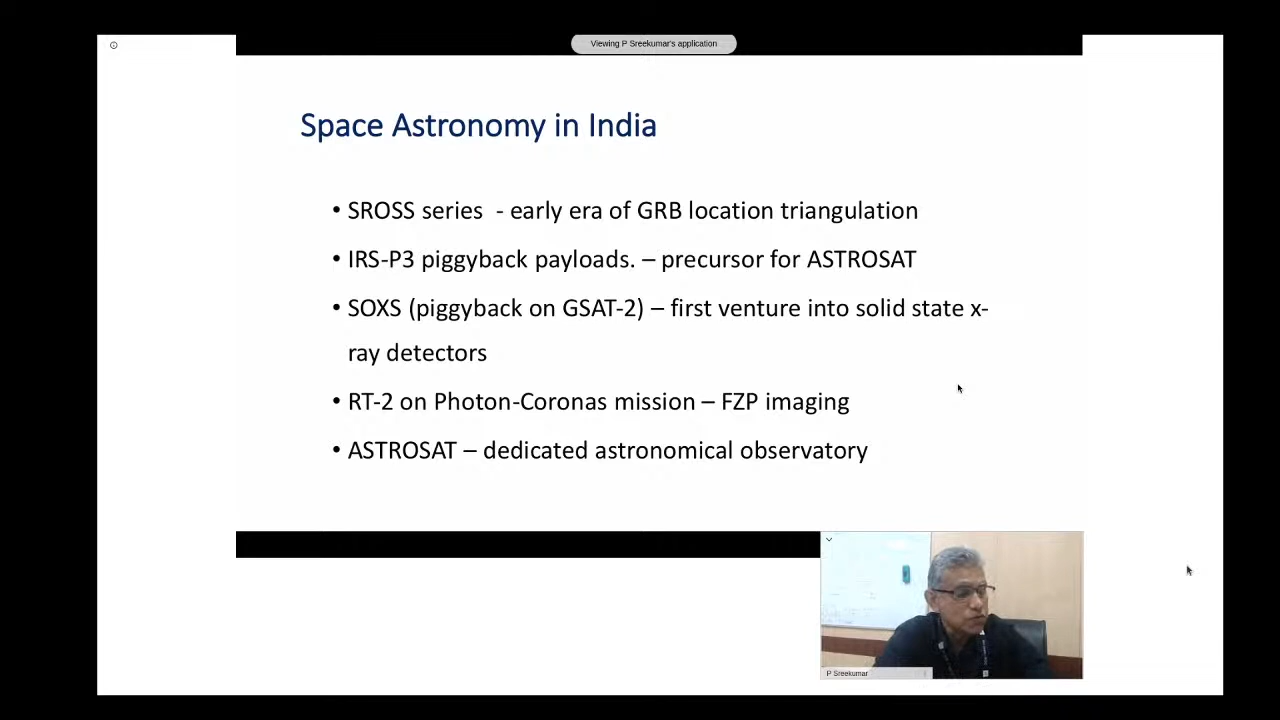 Viewing P Sreekumar's application
Space Astronomy in India
• SROSS series - early era of GRB location triangulation
• IRS-P3 piggyback payloads. – precursor for ASTROSAT
• SOXS (piggyback on GSAT-2) – first venture into solid state x-
ray detectors
• RT-2 on Photon-Coronas mission – FZP imaging
• ASTROSAT – dedicated astronomical observatory
P Sreekumar